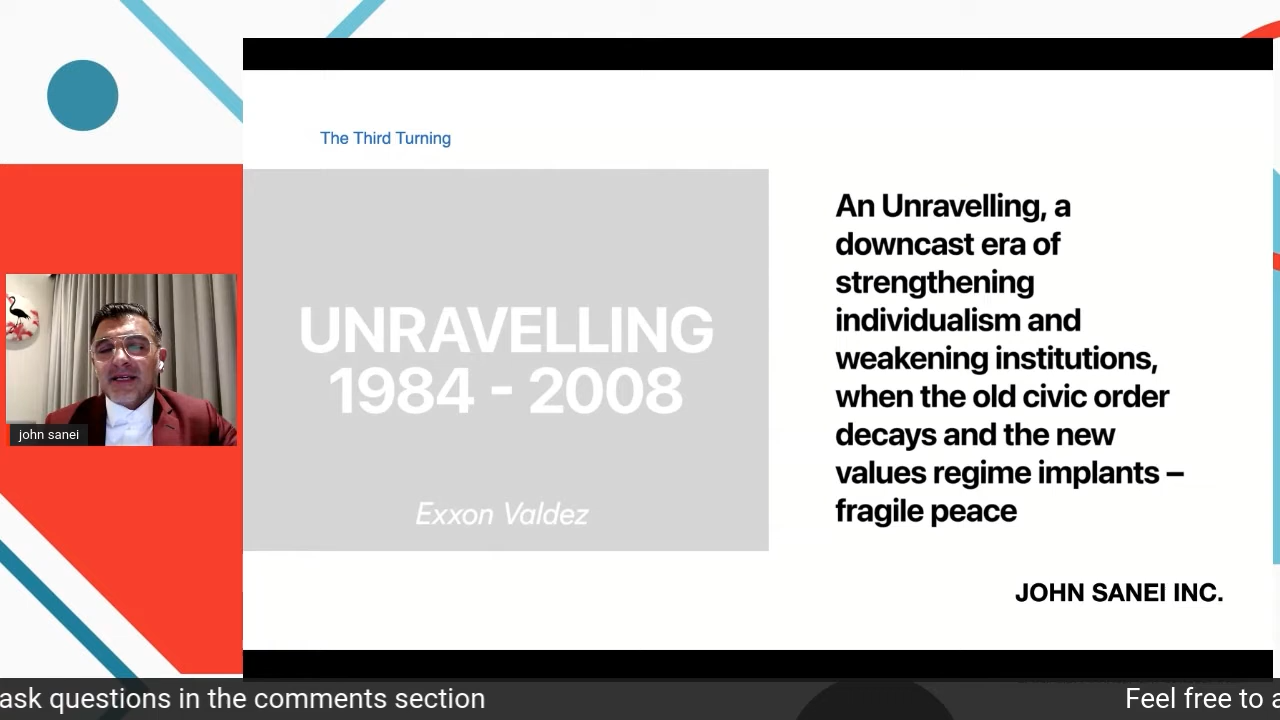 The Third Turning
UNRAVELLING
1984 - 2008
Exxon Valdez
An Unravelling, a
downcast era of
strengthening
individualism and
weakening institutions,
when the old civic order
decays and the new
values regime implants –
fragile peace
JOHN SANEI INC.
john sanei
ask questions in the comments section
Feel free to a